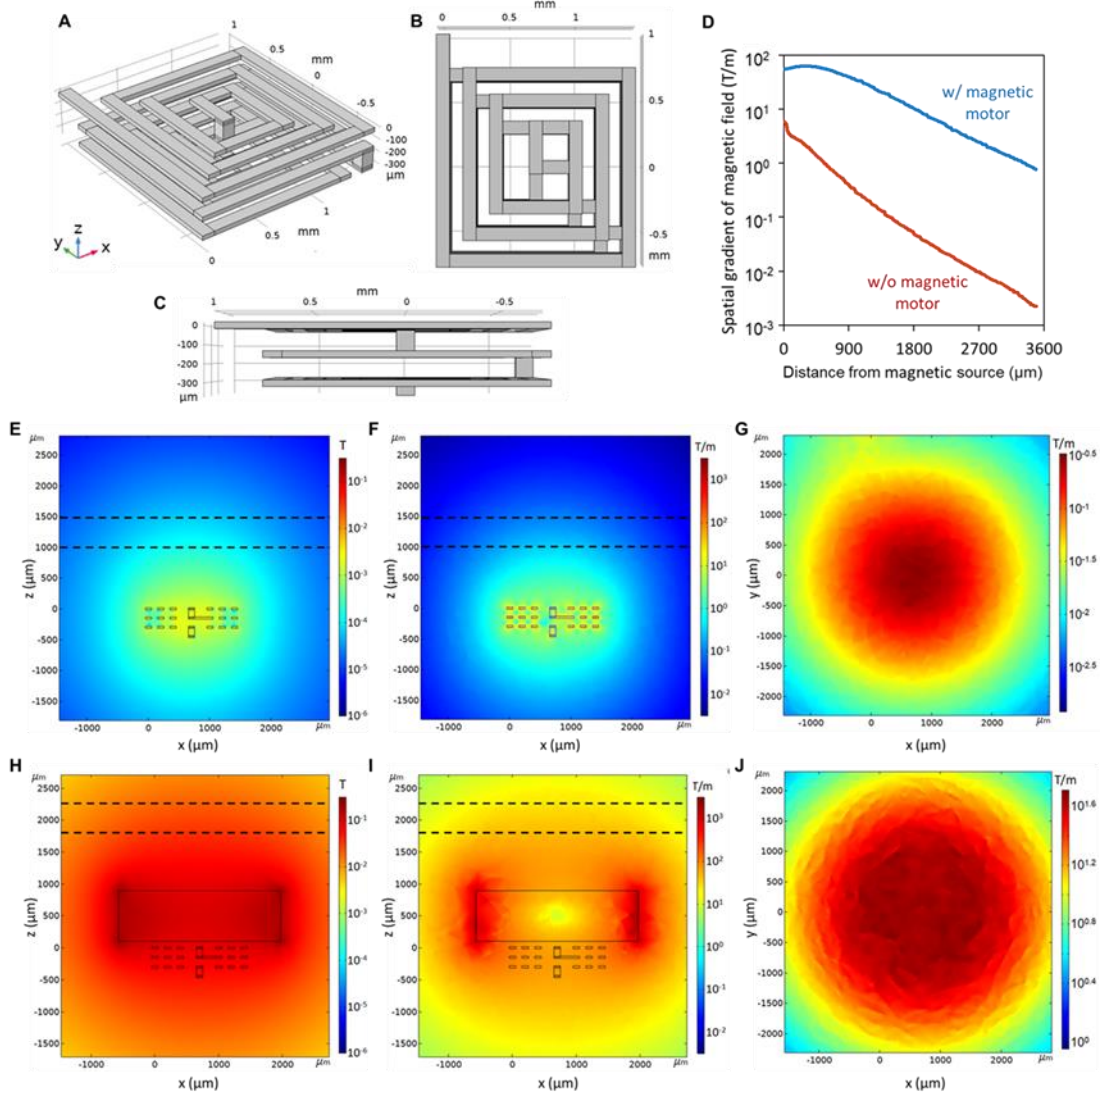 A
1
0.5
mm
0
-0.5
0
-100
-200
-300
μm
1
mm
0.5
0
z
y
x
B
mm
0
0.5
1
1
0.5
0
-0.5
mm
C
mm
1
0.5
0
-0.5
0
-100
-200
-300
μm
D
Spatial gradient of magnetic field (T/m)
10²
10¹
10⁰
10⁻¹
10⁻²
10⁻³
w/ magnetic
motor
w/o magnetic
motor
0
900
1800
2700
3600
Distance from magnetic source (μm)
E
μm
T
2500
2000
1500
1000
500
0
-500
-1000
-1500
z (μm)
10⁻¹
10⁻²
10⁻³
10⁻⁴
10⁻⁵
10⁻⁶
-1000
0
1000
2000
μm
x (μm)
F
μm
T/m
2500
2000
1500
1000
500
0
-500
-1000
-1500
z (μm)
10³
10²
10¹
10⁰
10⁻¹
10⁻²
-1000
0
1000
2000
μm
x (μm)
G
μm
T/m
2000
1500
1000
500
0
-500
-1000
-1500
-2000
y (μm)
10⁻⁰·⁵
10⁻¹
10⁻¹·⁵
10⁻²
10⁻²·⁵
-1000
0
1000
2000
μm
x (μm)
H
μm
T
2500
2000
1500
1000
500
0
-500
-1000
-1500
z (μm)
10⁻¹
10⁻²
10⁻³
10⁻⁴
10⁻⁵
10⁻⁶
-1000
0
1000
2000
μm
x (μm)
I
μm
T/m
2500
2000
1500
1000
500
0
-500
-1000
-1500
z (μm)
10³
10²
10¹
10⁰
10⁻¹
10⁻²
-1000
0
1000
2000
μm
x (μm)
J
μm
T/m
2000
1500
1000
500
0
-500
-1000
-1500
-2000
y (μm)
10¹·⁶
10¹·²
10⁰·⁸
10⁰·⁴
10⁰
-1000
0
1000
2000
μm
x (μm)